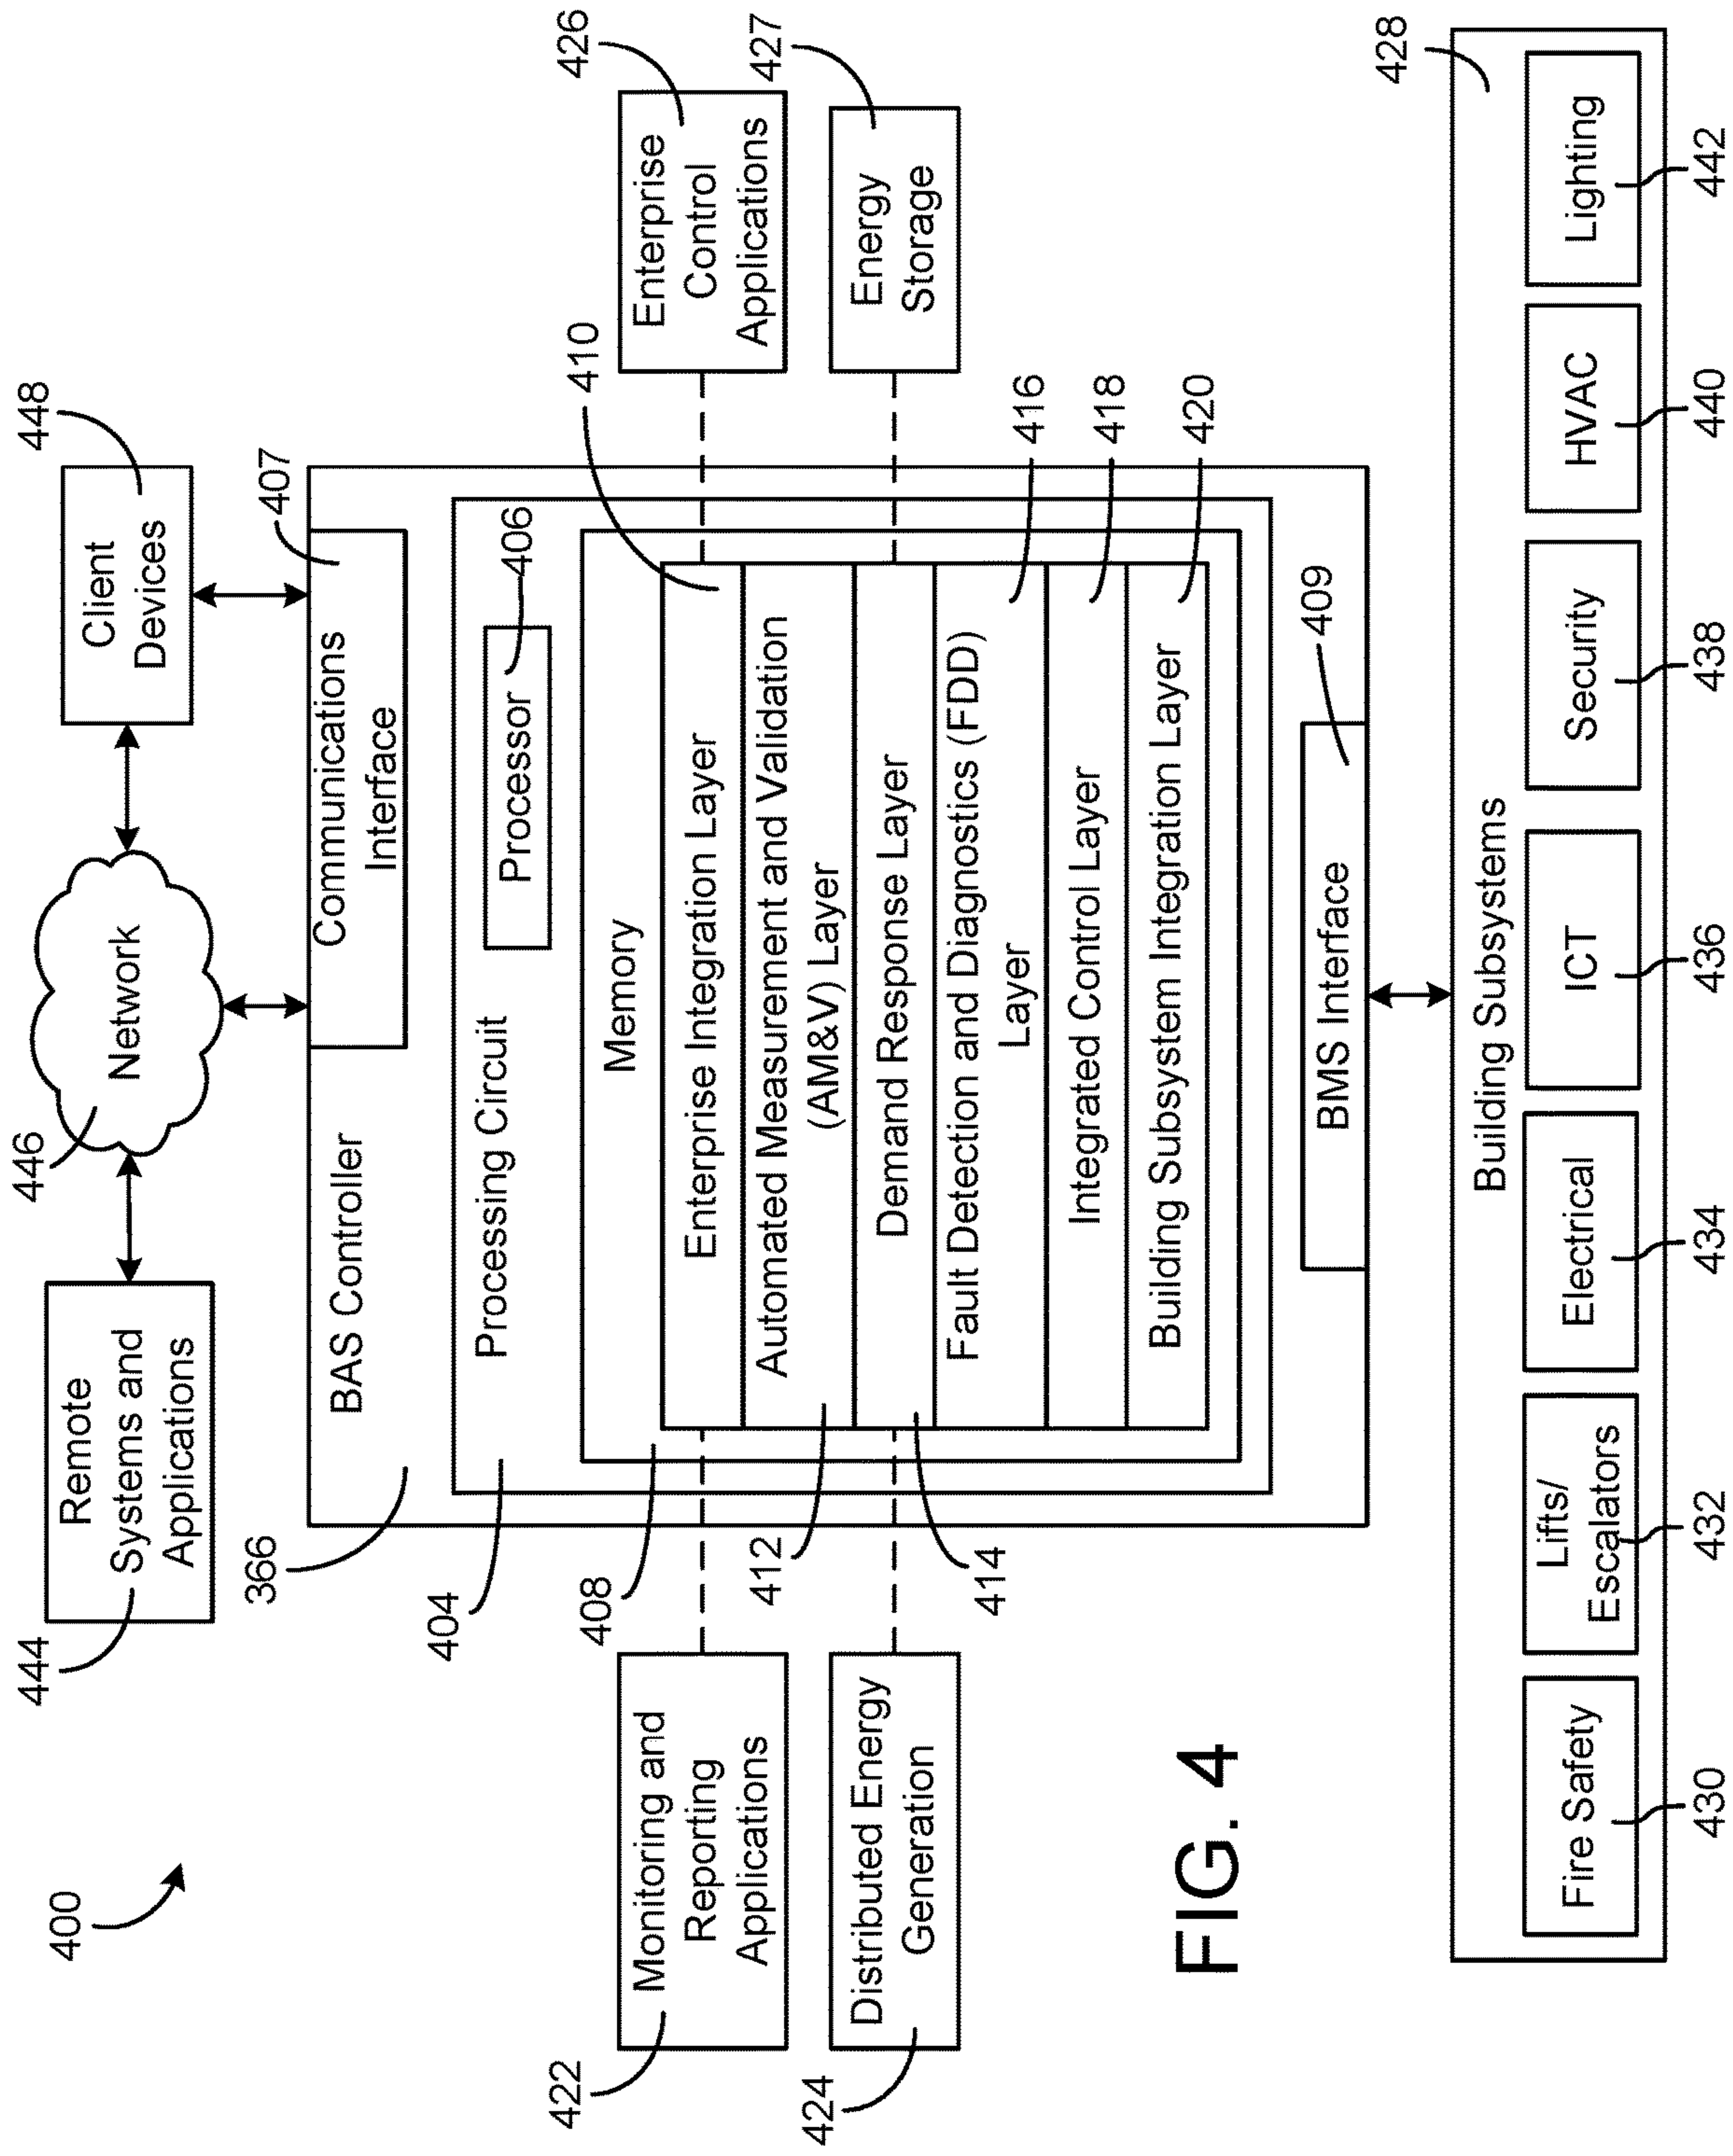 400
444
Remote
Systems and
Applications
446
Network
448
Client
Devices
366
BAS Controller
407
Communications
Interface
404
Processing Circuit
Processor
406
408
Memory
410
Enterprise Integration Layer
Automated Measurement and Validation
(AM&V) Layer
412
Demand Response Layer
414
Fault Detection and Diagnostics (FDD)
Layer
416
Integrated Control Layer
418
Building Subsystem Integration Layer
420
BMS Interface
409
422
Monitoring and
Reporting
Applications
424
Distributed Energy
Generation
426
Enterprise
Control
Applications
427
Energy
Storage
FIG. 4
428
Building Subsystems
Fire Safety
Lifts/
Escalators
Electrical
ICT
Security
HVAC
Lighting
430
432
434
436
438
440
442